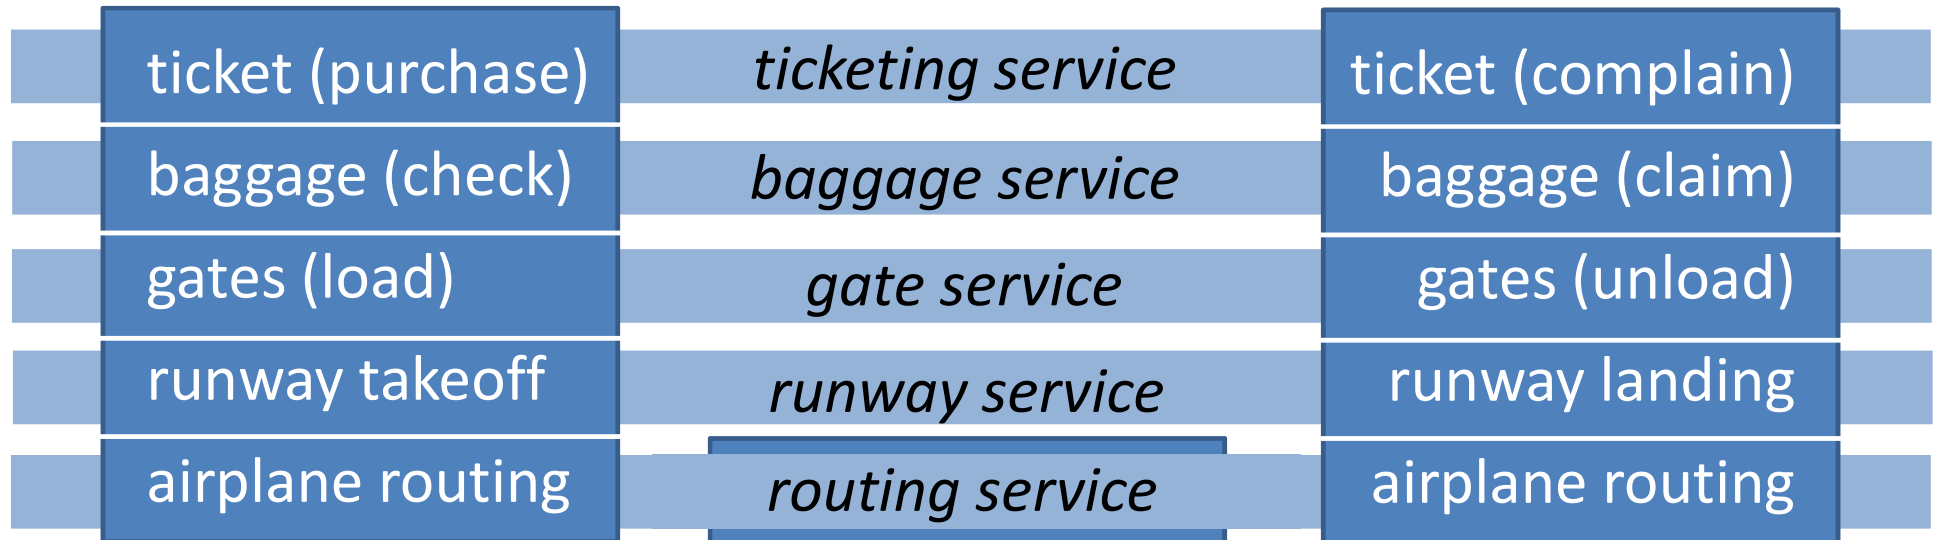 ticket (purchase) ticketing service ticket (complain)
baggage (check) baggage service baggage (claim)
gates (load) gate service gates (unload)
runway takeoff runway service runway landing
airplane routing routing service airplane routing